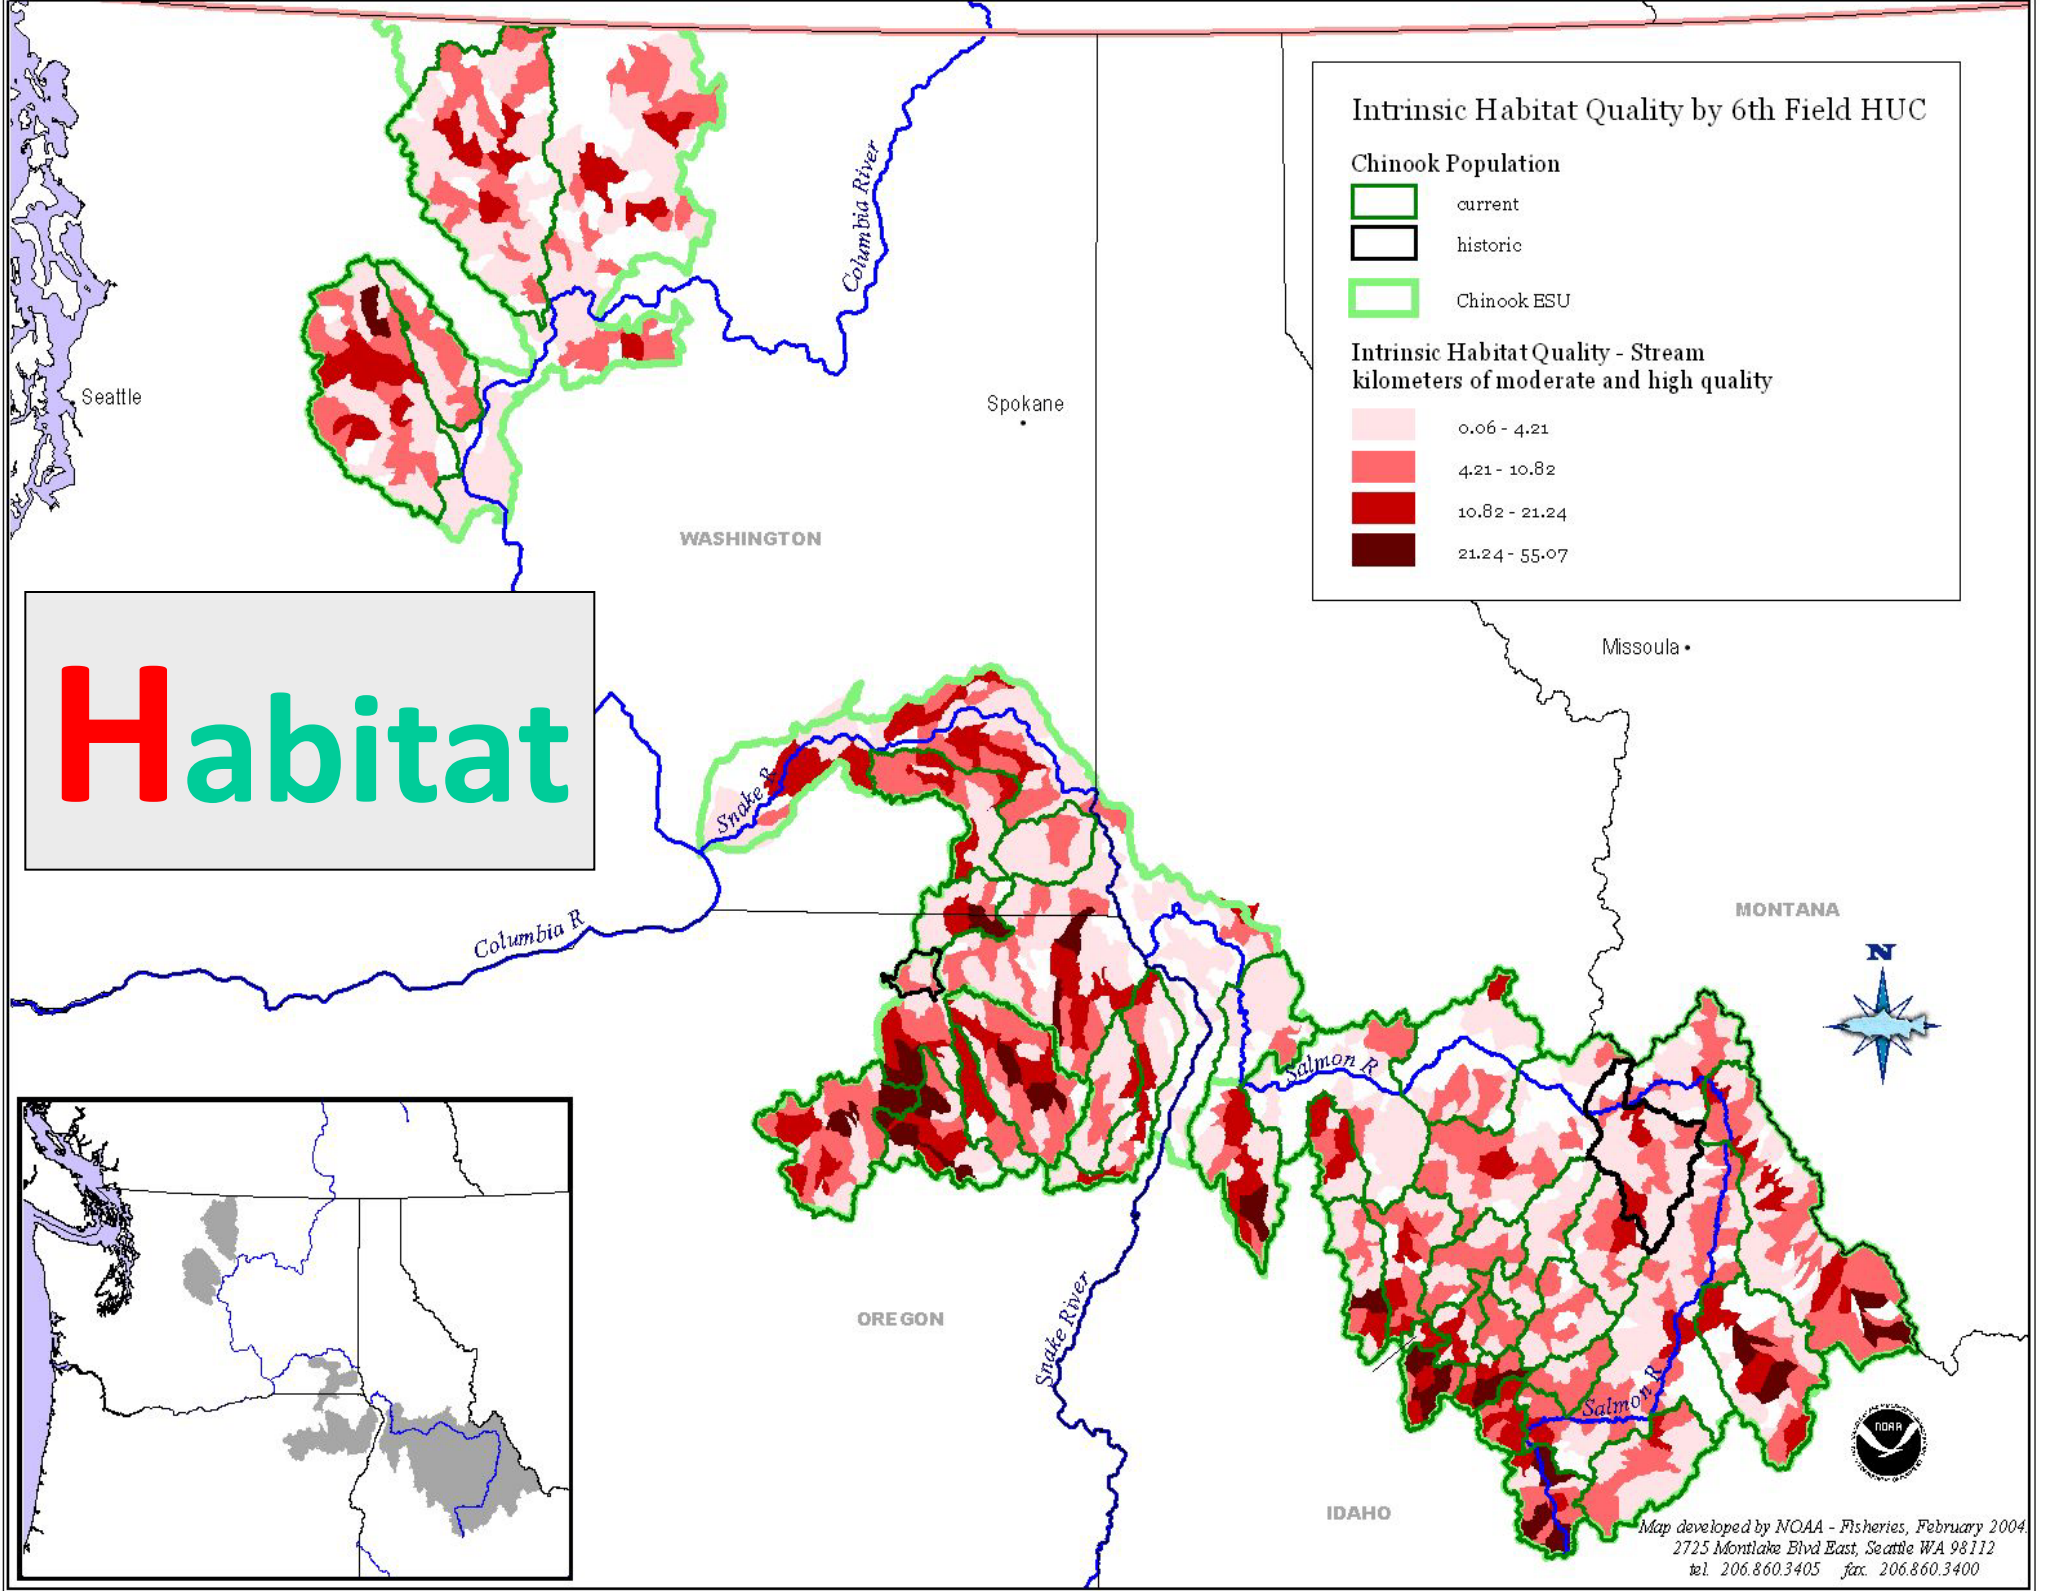 Intrinsic Habitat Quality by 6th Field HUC
Chinook Population
current
historic
Chinook ESU
Intrinsic Habitat Quality - Stream
kilometers of moderate and high quality
0.06 - 4.21
4.21 - 10.82
10.82 - 21.24
21.24 - 55.07
Columbia River
Seattle
Spokane
WASHINGTON
Habitat
Missoula
Snake R
Columbia R
MONTANA
N
Salmon R
OREGON
Snake River
Salmon R
IDAHO
NOAA
Map developed by NOAA - Fisheries, February 2004.
2725 Montlake Blvd East, Seattle WA 98112
tel. 206.860.3405 fax. 206.860.3400